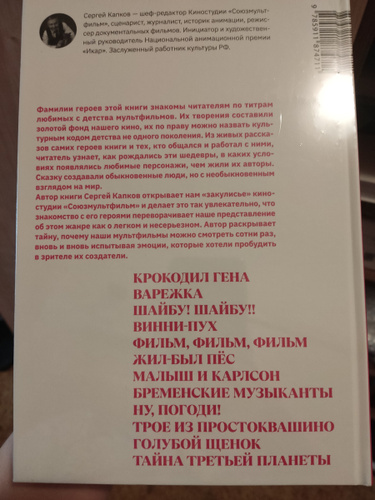 Сергей Капков — шеф-редактор Киностудии «Союзмульт-
фильм», сценарист, журналист, историк анимации, режис-
сер документальных фильмов. Инициатор и художествен-
ный руководитель Национальной анимационной премии
«Икар». Заслуженный работник культуры РФ.
Фамилии героев этой книги знакомы читателям по титрам
любимых с детства мультфильмов. Их творения составили
золотой фонд нашего кино, их по праву можно назвать куль-
турным кодом детства не одного поколения. Из живых расска-
зов самих героев книги и тех, кто общался и работал с ними,
читатель узнает, как рождались эти шедевры, в каких усло-
виях появлялись любимые персонажи, чем жили их авторы.
Сказку создавали обыкновенные люди, но с необыкновенным
взглядом на мир.
Автор книги Сергей Капков открывает нам «закулисье» кино-
студии «Союзмультфильм» и делает это так увлекательно, что
знакомство с его героями переворачивает наше представление
об этом жанре как о легком и несерьезном. Автор раскрывает
тайну, почему наши мультфильмы можно смотреть сотни раз,
вновь и вновь испытывая эмоции, которые хотели пробудить
в зрителе их создатели.
КРОКОДИЛ ГЕНА
ВАРЕЖКА
ШАЙБУ! ШАЙБУ!!
ВИННИ-ПУХ
ФИЛЬМ, ФИЛЬМ, ФИЛЬМ
ЖИЛ-БЫЛ ПЁС
МАЛЫШ И КАРЛСОН
БРЕМЕНСКИЕ МУЗЫКАНТЫ
НУ, ПОГОДИ!
ТРОЕ ИЗ ПРОСТОКВАШИНО
ГОЛУБОЙ ЩЕНОК
ТАЙНА ТРЕТЬЕЙ ПЛАНЕТЫ